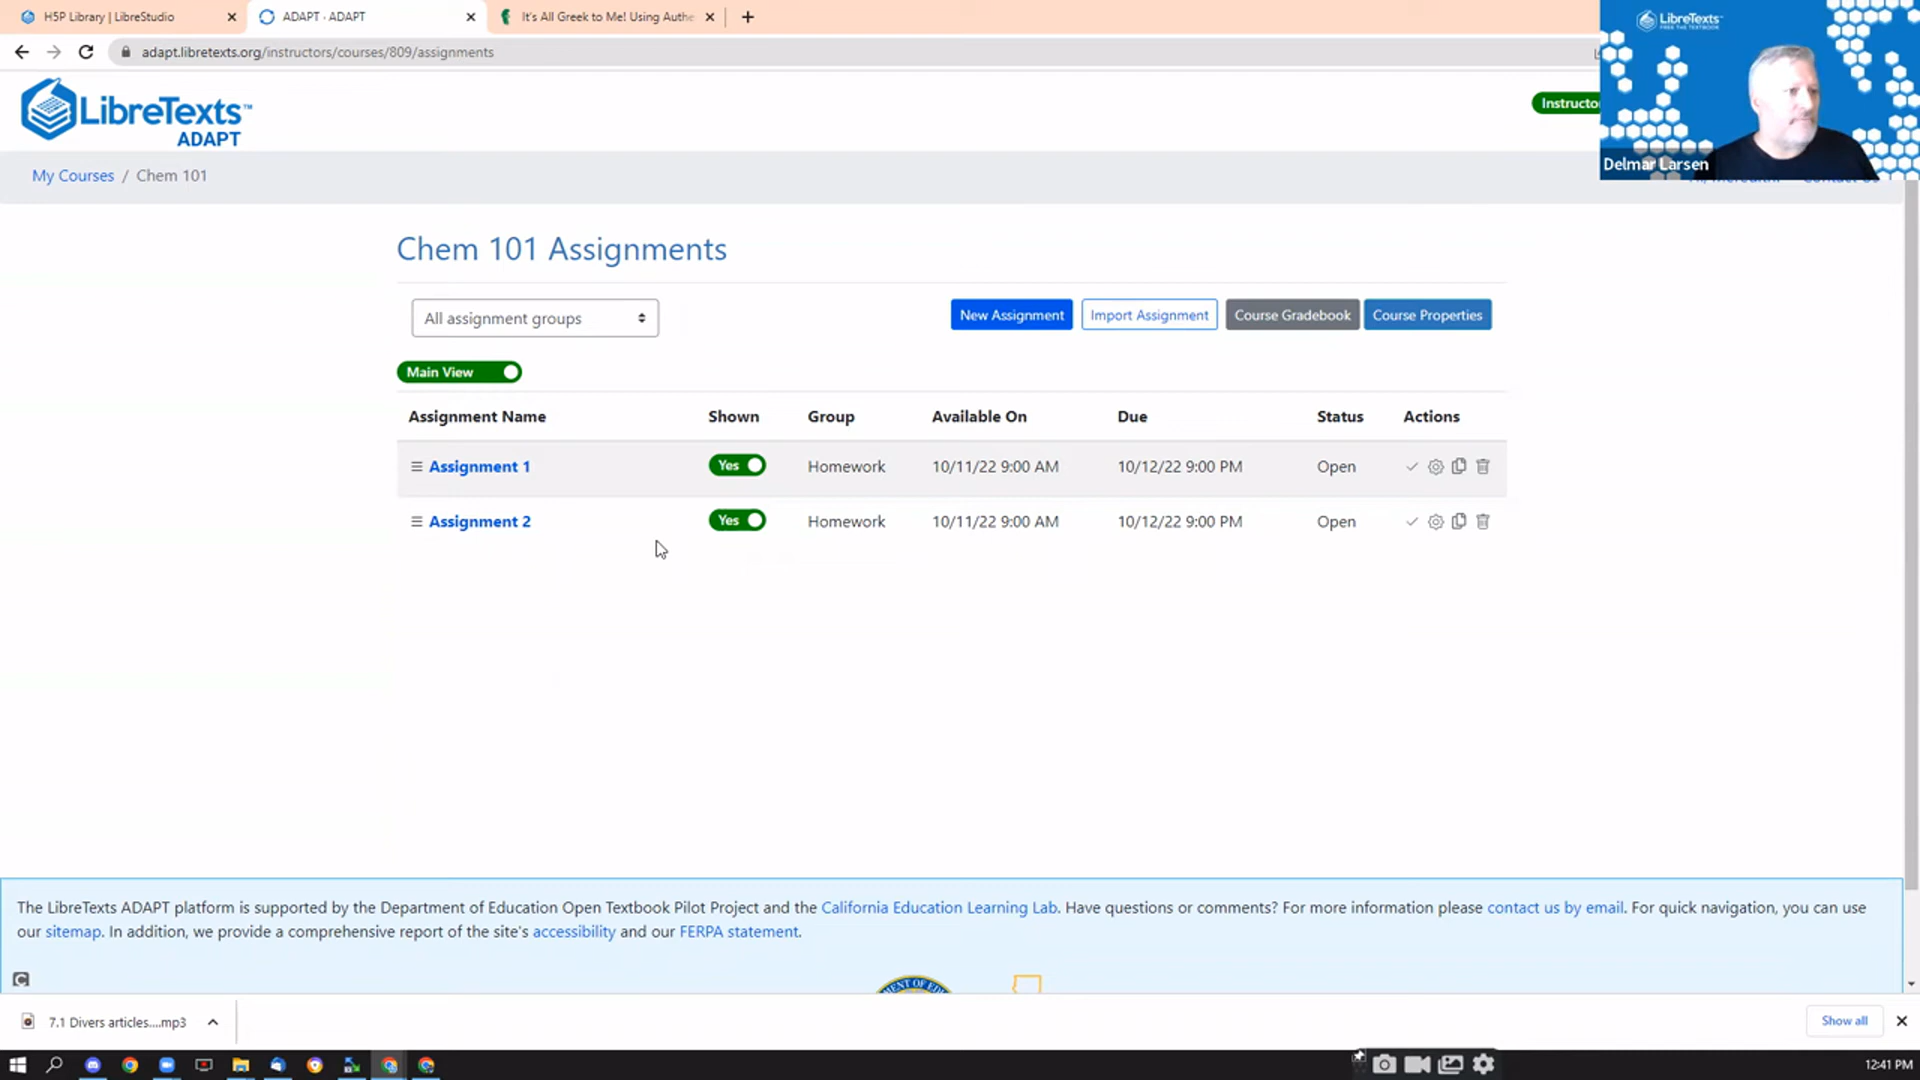 H5P Library | LibreStudio
ADAPT · ADAPT
It's All Greek to Me! Using Authe
adapt.libretexts.org/instructors/courses/809/assignments
LibreTexts™
ADAPT
Instructo
LibreTexts
FREE THE TEXTBOOK
Delmar Larsen
My Courses / Chem 101
Chem 101 Assignments
All assignment groups
New Assignment
Import Assignment
Course Gradebook
Course Properties
Main View
Assignment Name Shown Group Available On Due Status Actions
Assignment 1 Yes Homework 10/11/22 9:00 AM 10/12/22 9:00 PM Open
Assignment 2 Yes Homework 10/11/22 9:00 AM 10/12/22 9:00 PM Open
The LibreTexts ADAPT platform is supported by the Department of Education Open Textbook Pilot Project and the California Education Learning Lab. Have questions or comments? For more information please contact us by email. For quick navigation, you can use
our sitemap. In addition, we provide a comprehensive report of the site's accessibility and our FERPA statement.
MENT OF EDU
7.1 Divers articles....mp3
Show all
12:41 PM